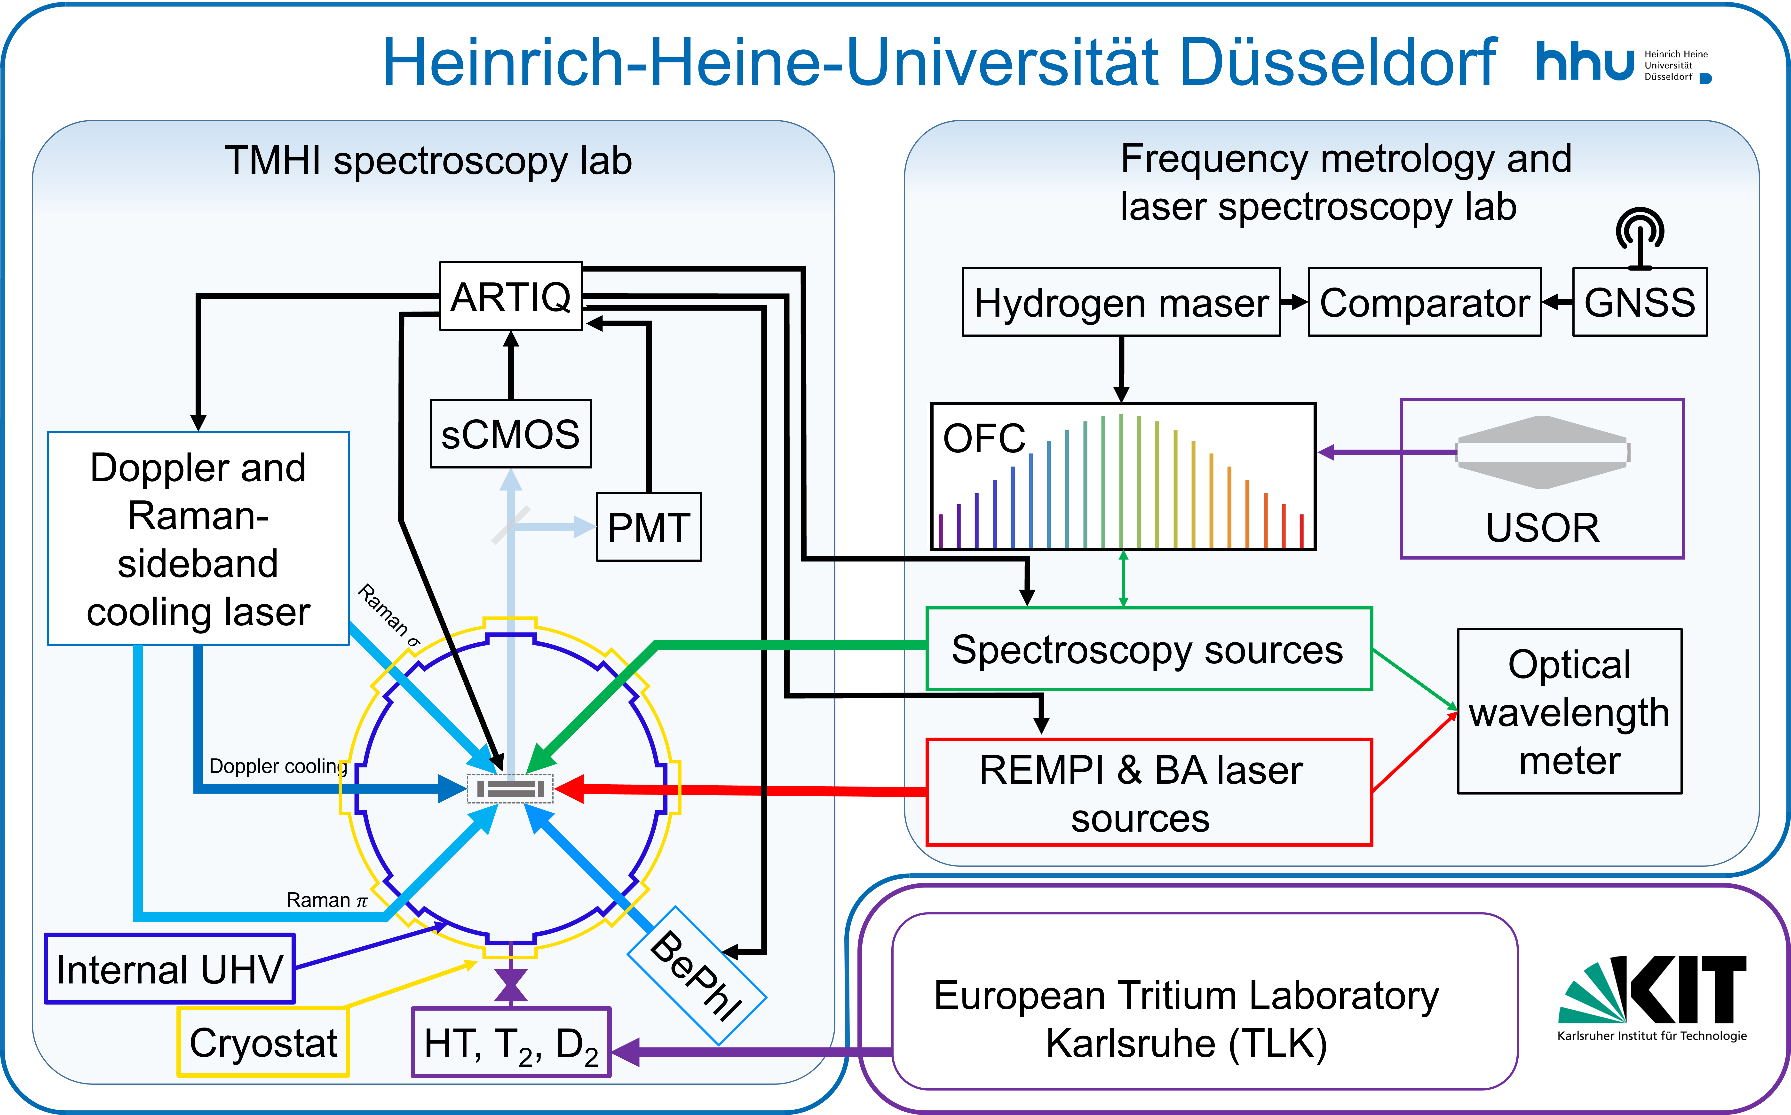 Heinrich-Heine-Universität Düsseldorf
hhu
Heinrich Heine
Universität
Düsseldorf
TMHI spectroscopy lab
ARTIQ
sCMOS
PMT
Doppler and
Raman-
sideband
cooling laser
Raman σ
Doppler cooling
Raman π
Internal UHV
Cryostat
HT, T2, D2
BePhI
Frequency metrology and
laser spectroscopy lab
Hydrogen maser
Comparator
GNSS
OFC
USOR
Spectroscopy sources
REMPI & BA laser
sources
Optical
wavelength
meter
European Tritium Laboratory
Karlsruhe (TLK)
KIT
Karlsruher Institut für Technologie